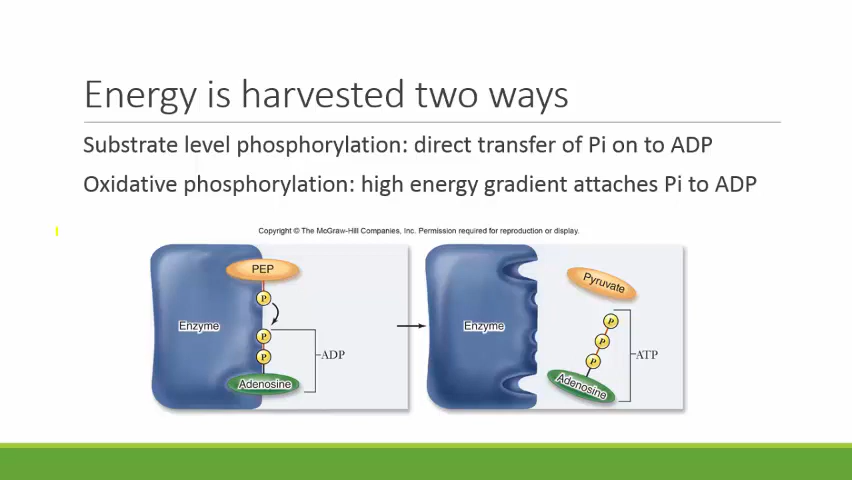 Energy is harvested two ways
Substrate level phosphorylation: direct transfer of Pi on to ADP
Oxidative phosphorylation: high energy gradient attaches Pi to ADP
Copyright © The McGraw-Hill Companies, Inc. Permission required for reproduction or display.
PEP
P
Enzyme
P
P
ADP
Adenosine
Enzyme
Pyruvate
P
P
P
ATP
Adenosine